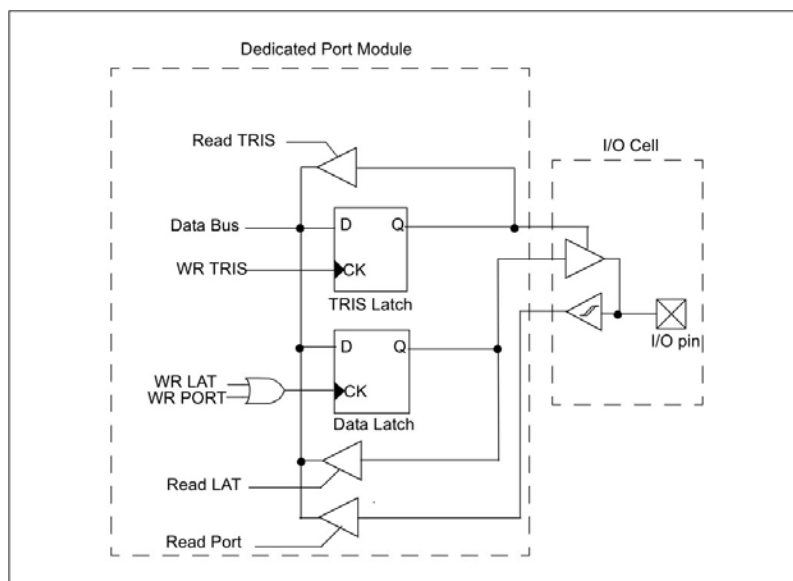 Dedicated Port Module
I/O Cell
Read TRIS
Data Bus
D
Q
WR TRIS
CK
TRIS Latch
D
Q
I/O pin
WR LAT
WR PORT
CK
Data Latch
Read LAT
Read Port